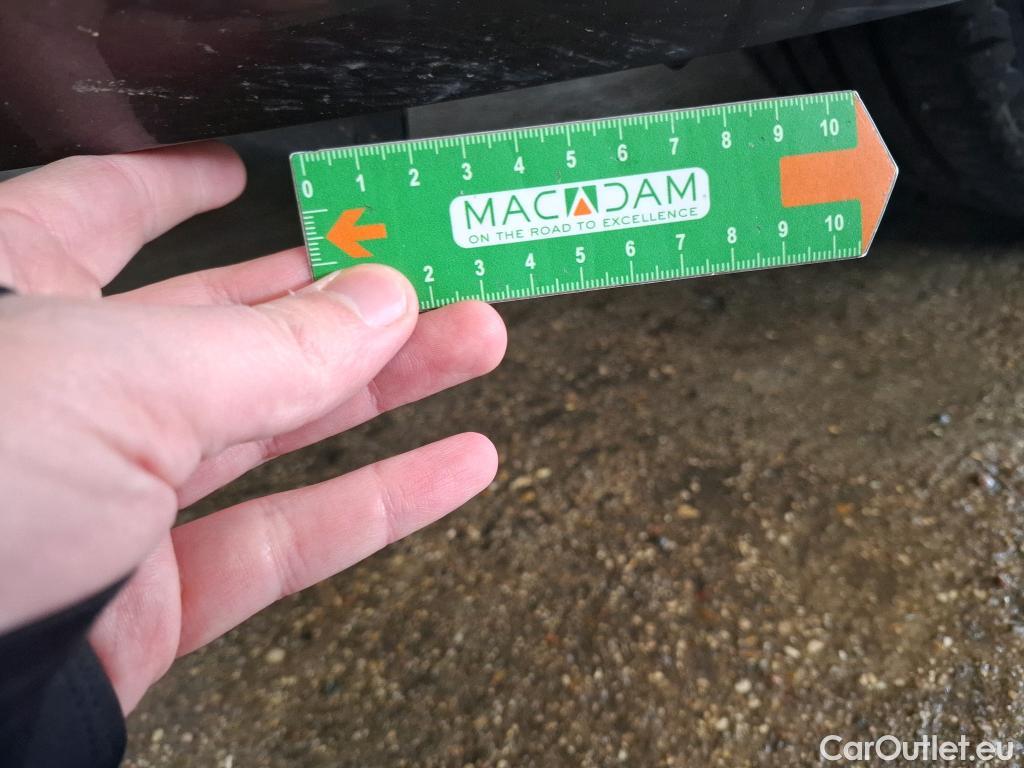 0 1 2 3 4 5 6 7 8 9 10
MACADAM
ON THE ROAD TO EXCELLENCE
2 3 4 5 6 7 8 9 10
CarOutlet.eu